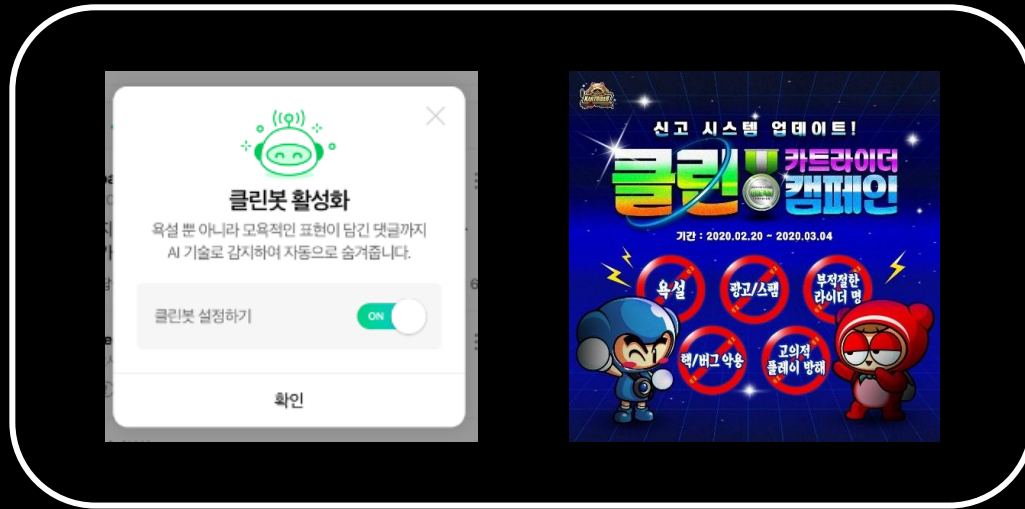 클린봇 활성화
욕설 뿐 아니라 모욕적인 표현이 담긴 댓글까지
AI 기술로 감지하여 자동으로 숨겨줍니다.
클린봇 설정하기
ON
확인
KARTRIDER
신고 시스템 업데이트!
클린 카트라이더
캠페인
기간 : 2020.02.20 ~ 2020.03.04
욕설
광고/스팸
부적절한
라이더 명
핵/버그 악용
고의적
플레이 방해